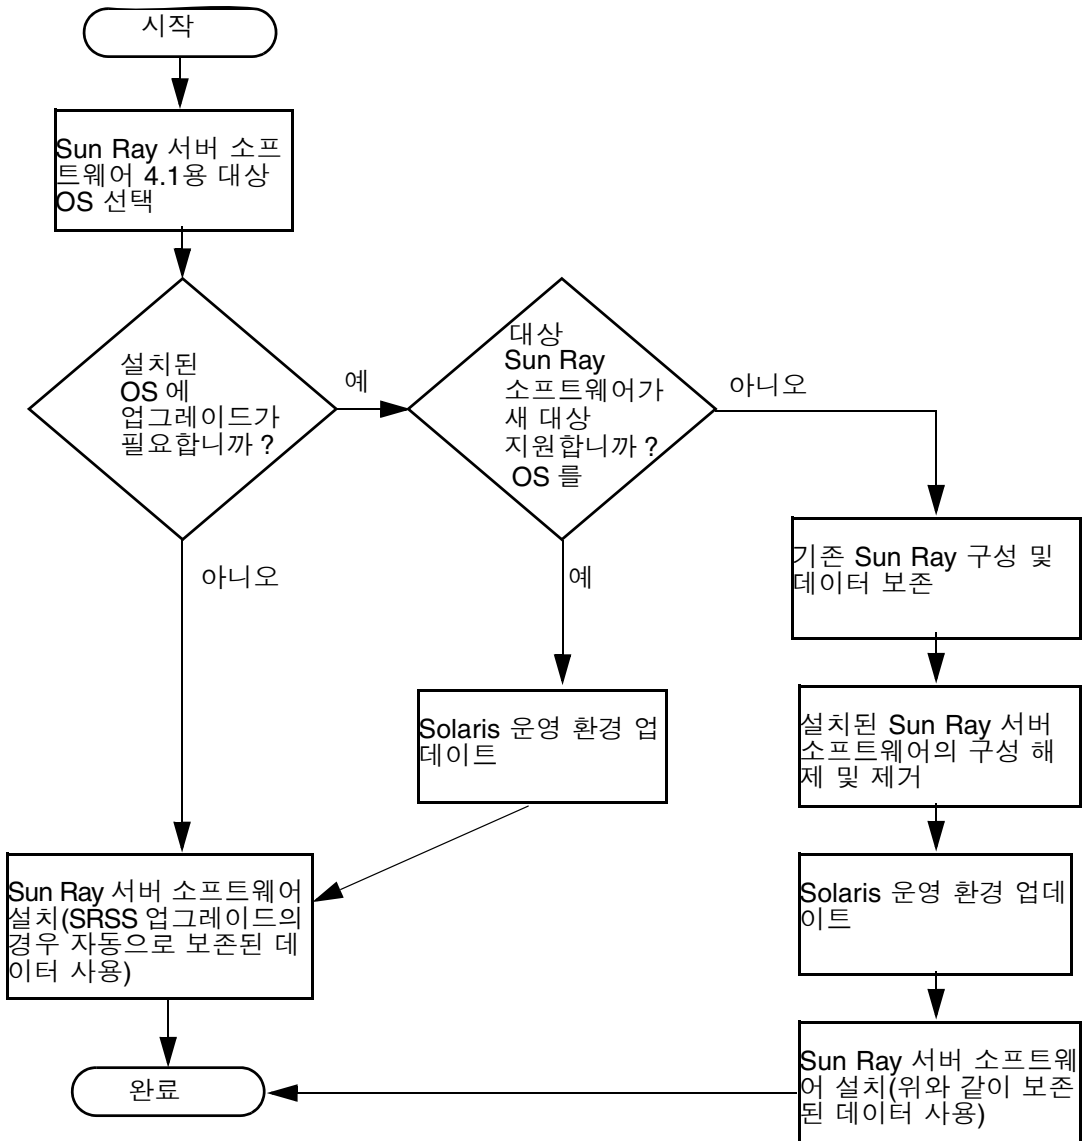 시작
Sun Ray 서버 소프
트웨어 4.1용 대상
OS 선택
설치된
OS 에
업그레이드가
필요합니까 ?
예
대상
Sun Ray
소프트웨어가
새 대상
지원합니까 ?
OS 를
아니오
아니오
예
기존 Sun Ray 구성 및
데이터 보존
Solaris 운영 환경 업
데이트
설치된 Sun Ray 서버
소프트웨어의 구성 해
제 및 제거
Sun Ray 서버 소프트웨어
설치(SRSS 업그레이드의
경우 자동으로 보존된 데
이터 사용)
Solaris 운영 환경 업데
이트
완료
Sun Ray 서버 소프트웨
어 설치(위와 같이 보존
된 데이터 사용)